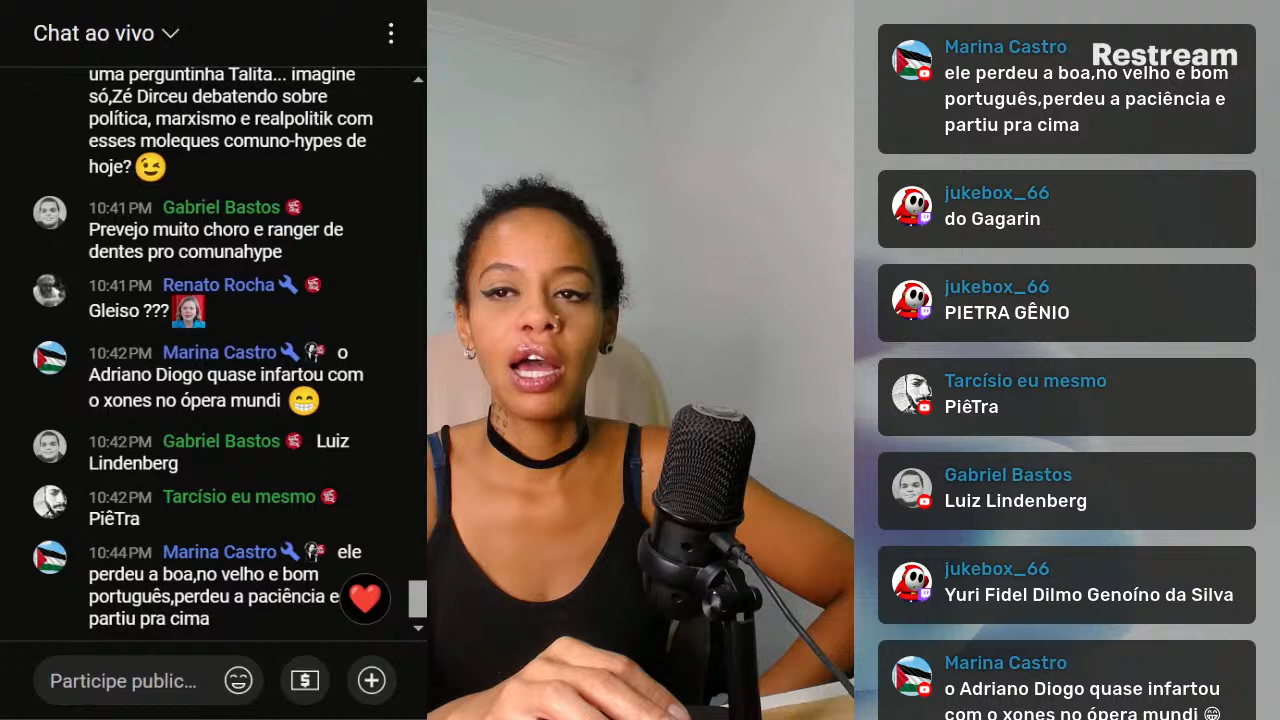 Chat ao vivo
uma perguntinha Talita... imagine
só,Zé Dirceu debatendo sobre
política, marxismo e realpolitik com
esses moleques comuno-hypes de
hoje? 😉
10:41 PM Gabriel Bastos
Prevejo muito choro e ranger de
dentes pro comunahype
10:41 PM Renato Rocha
Gleiso ???
10:42 PM Marina Castro o
Adriano Diogo quase infartou com
o xones no ópera mundi 😁
10:42 PM Gabriel Bastos Luiz
Lindenberg
10:42 PM Tarcísio eu mesmo
PiêTra
10:44 PM Marina Castro ele
perdeu a boa,no velho e bom
português,perdeu a paciência e
partiu pra cima
Participe public...
Restream
Marina Castro
ele perdeu a boa,no velho e bom
português,perdeu a paciência e
partiu pra cima
jukebox_66
do Gagarin
jukebox_66
PIETRA GÊNIO
Tarcísio eu mesmo
PiêTra
Gabriel Bastos
Luiz Lindenberg
jukebox_66
Yuri Fidel Dilmo Genoíno da Silva
Marina Castro
o Adriano Diogo quase infartou
com o xones no ópera mundi 😁